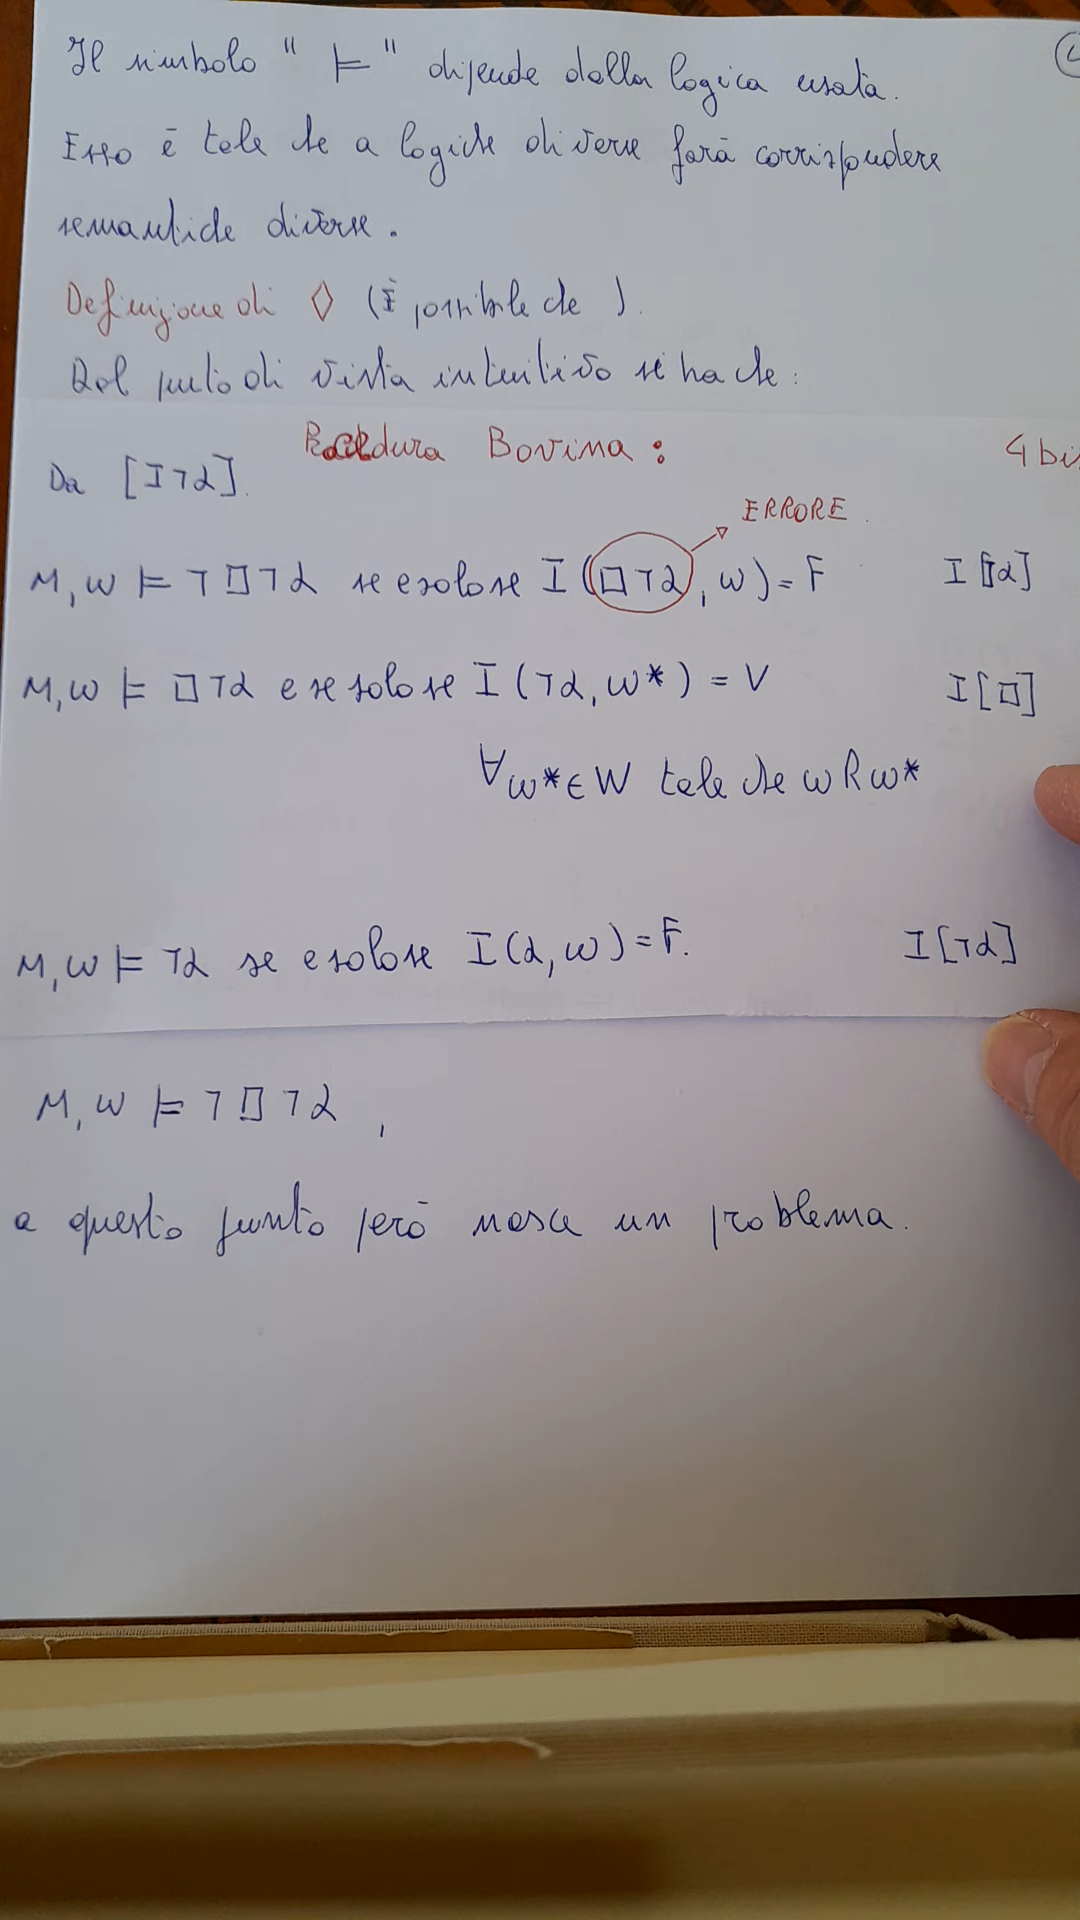 Il simbolo " ⊨ " dipende dalla logica usata.
Esso è tale che a logiche diverse farà corrispondere
semantiche diverse.
Definizione di ◊ (È possibile che ).
Dal punto di vista intuitivo si ha che:
Procedura Bovina: 4 bis
Da [I¬α].
ERRORE.
M,w ⊨ ¬□¬α se e solo se I(□¬α, w) = F I[¬α]
M,w ⊨ □¬α e se solo se I(¬α, w*) = V I[□]
∀w*∈W tale che wRw*
M,w ⊨ ¬α se e solo se I(α, w) = F. I[¬α]
M,w ⊨ ¬□¬α,
a questo punto però nasce un problema.